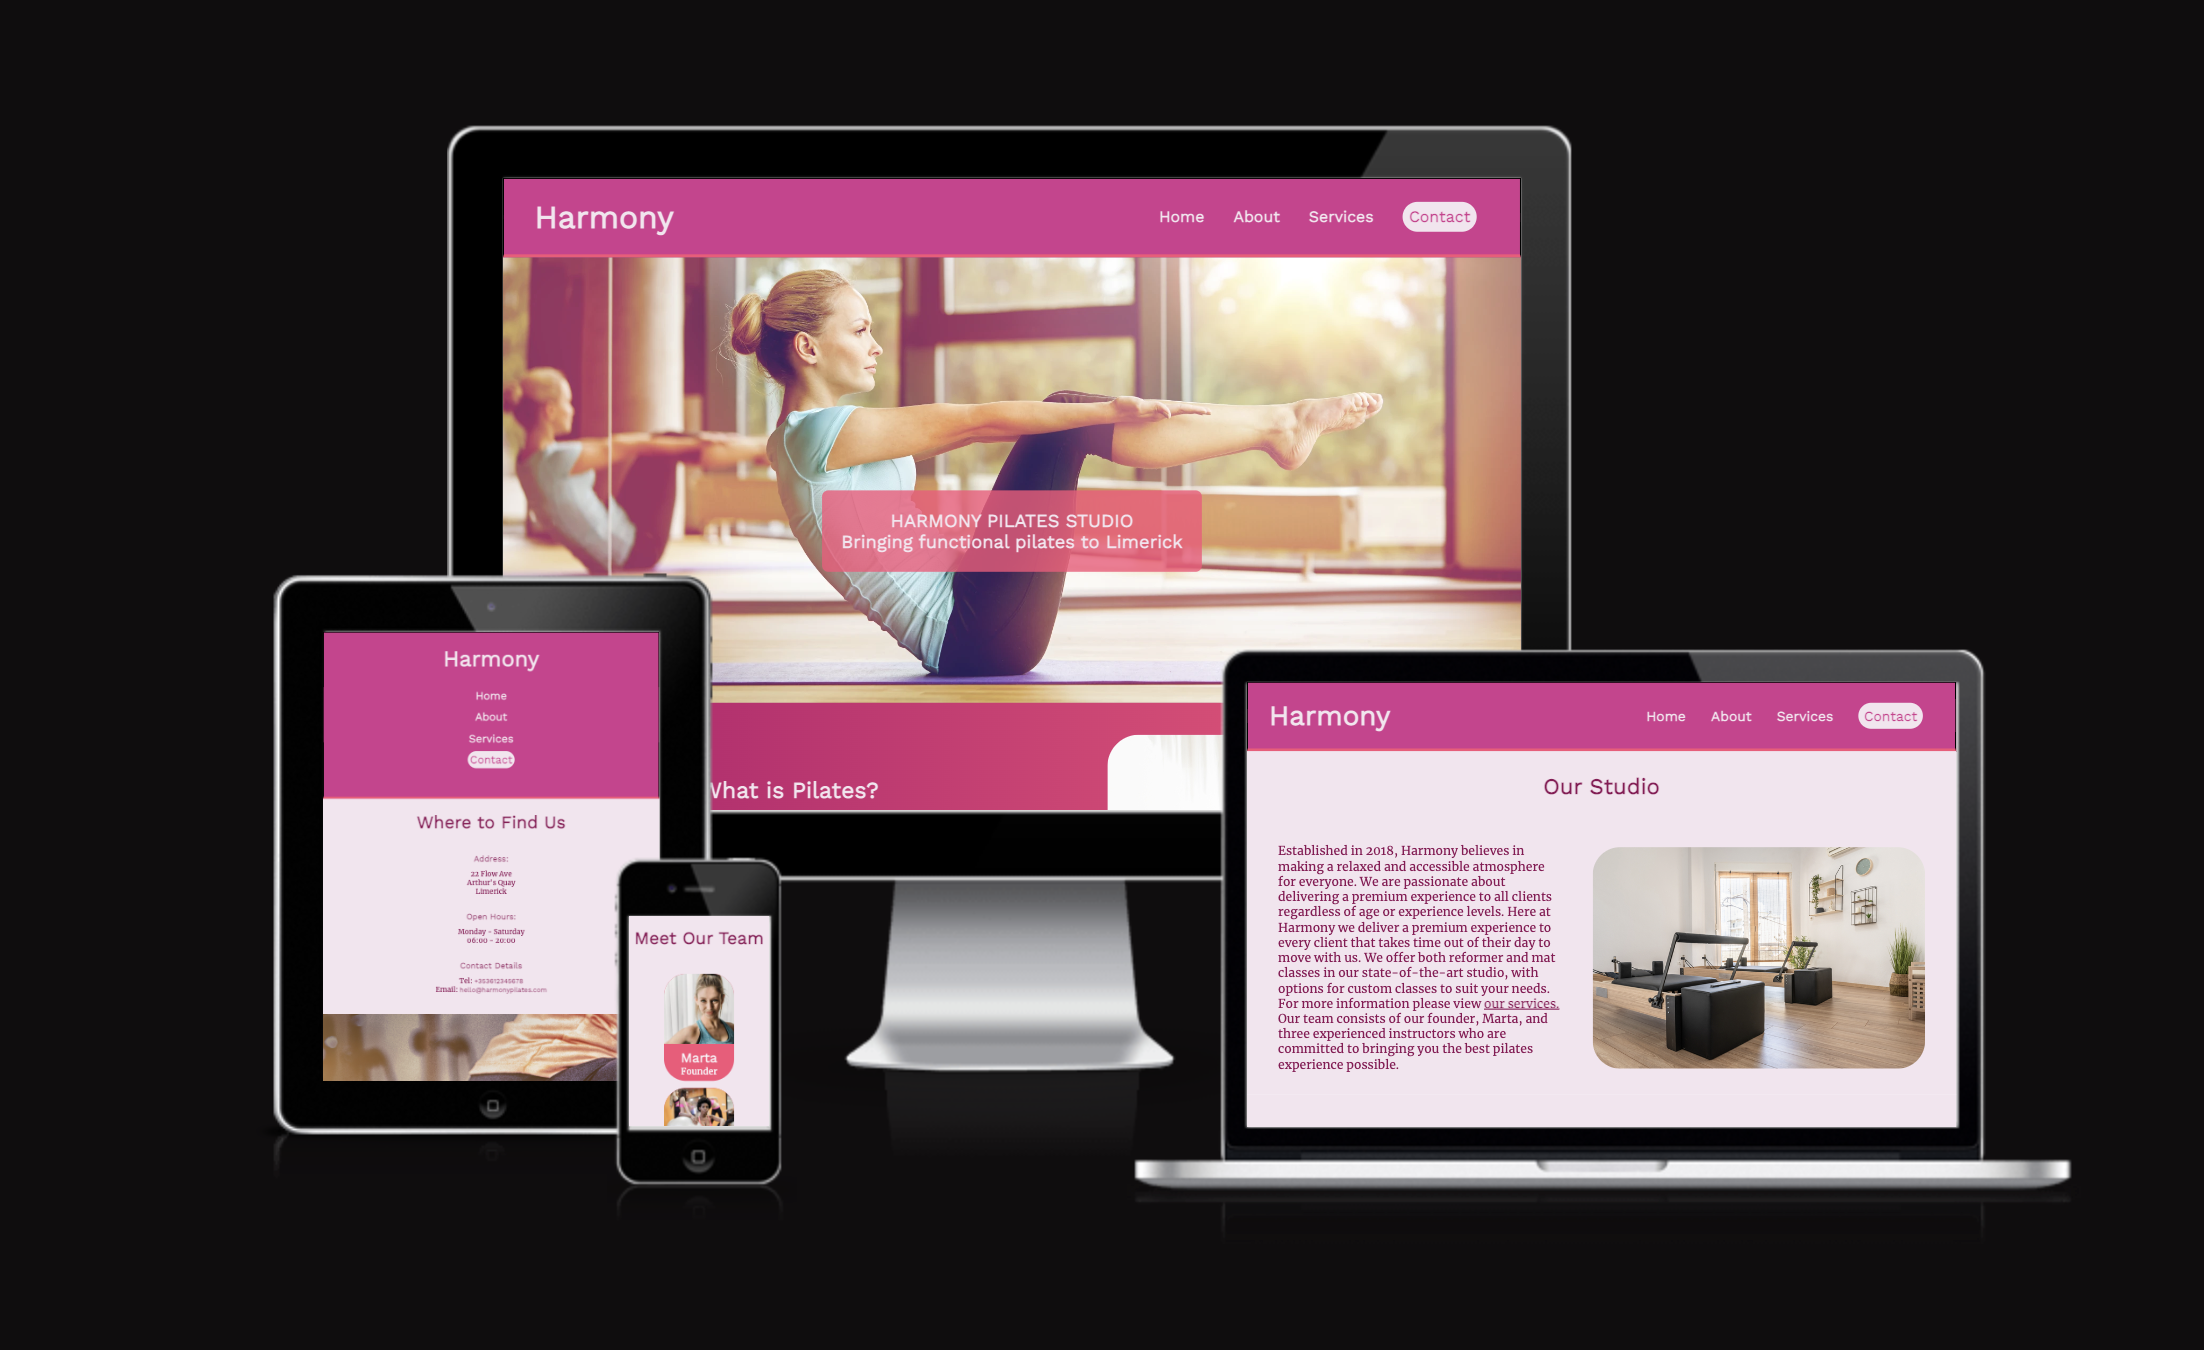 Harmony
Home About Services Contact
HARMONY PILATES STUDIO
Bringing functional pilates to Limerick
What is Pilates?
Harmony
Home
About
Services
Contact
Where to Find Us
Address:
22 Flow Ave
Arthur's Quay
Limerick
Open Hours:
Monday - Saturday
06:00 - 20:00
Contact Details
Tel: +353612345678
Email: hello@harmonypilates.com
Meet Our Team
Marta
Founder
Harmony
Home About Services Contact
Our Studio
Established in 2018, Harmony believes in
making a relaxed and accessible atmosphere
for everyone. We are passionate about
delivering a premium experience to all clients
regardless of age or experience levels. Here at
Harmony we deliver a premium experience to
every client that takes time out of their day to
move with us. We offer both reformer and mat
classes in our state-of-the-art studio, with
options for custom classes to suit your needs.
For more information please view our services.
Our team consists of our founder, Marta, and
three experienced instructors who are
committed to bringing you the best pilates
experience possible.